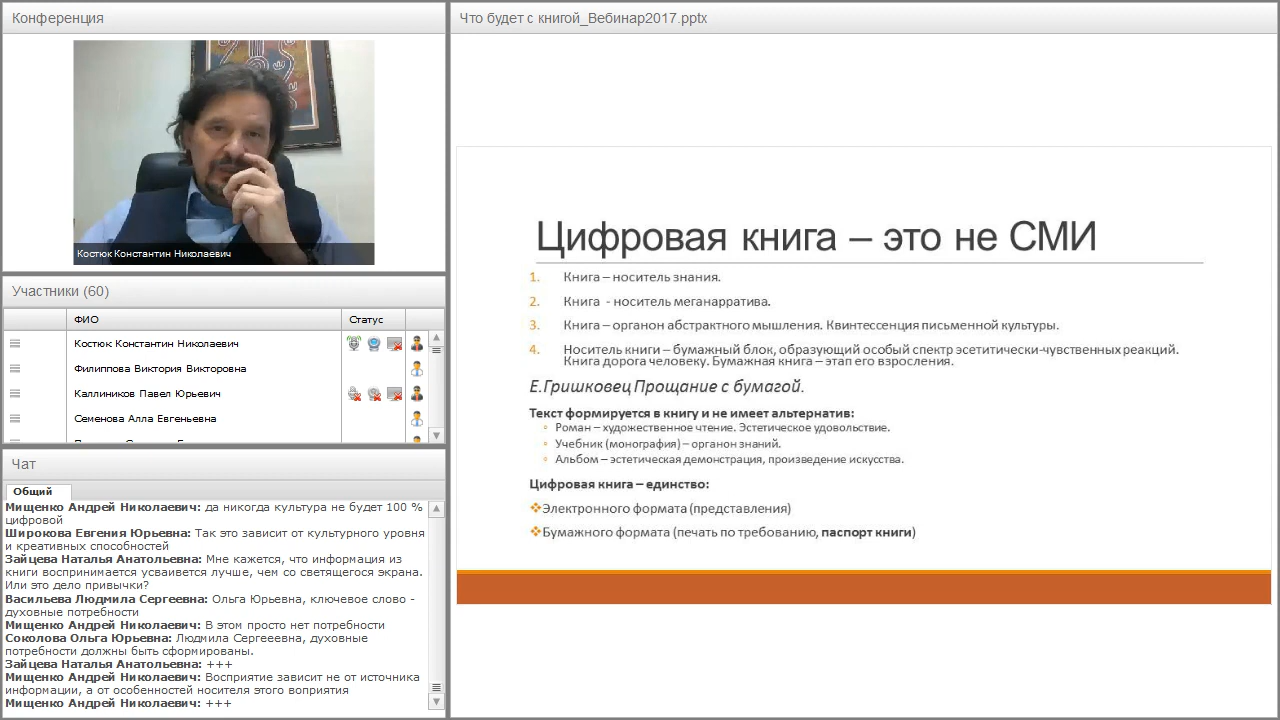 Конференция
Костюк Константин Николаевич
Участники (60)
ФИО
Статус
Костюк Константин Николаевич
Филиппова Виктория Викторовна
Каллиников Павел Юрьевич
Семенова Алла Евгеньевна
Чат
Общий
Мищенко Андрей Николаевич: да никогда культура не будет 100 %
цифровой
Широкова Евгения Юрьевна: Так это зависит от культурного уровня
и креативных способностей
Зайцева Наталья Анатольевна: Мне кажется, что информация из
книги воспринимается усваивется лучше, чем со светящегося экрана.
Или это дело привычки?
Васильева Людмила Сергеевна: Ольга Юрьевна, ключевое слово -
духовные потребности
Мищенко Андрей Николаевич: В этом просто нет потребности
Соколова Ольга Юрьевна: Людмила Сергееевна, духовные
потребности должны быть сформированы.
Зайцева Наталья Анатольевна: +++
Мищенко Андрей Николаевич: Восприятие зависит не от источника
информации, а от особенностей носителя этого воприятия
Мищенко Андрей Николаевич: +++
Что будет с книгой_Вебинар2017.pptx
Цифровая книга – это не СМИ
1. Книга – носитель знания.
2. Книга - носитель меганарратива.
3. Книга – органон абстрактного мышления. Квинтессенция письменной культуры.
4. Носитель книги – бумажный блок, образующий особый спектр эсетитически-чувственных реакций.
Книга дорога человеку. Бумажная книга – этап его взросления.
Е.Гришковец Прощание с бумагой.
Текст формируется в книгу и не имеет альтернатив:
Роман – художественное чтение. Эстетическое удовольствие.
Учебник (монография) – органон знаний.
Альбом – эстетическая демонстрация, произведение искусства.
Цифровая книга – единство:
Электронного формата (представления)
Бумажного формата (печать по требованию, паспорт книги)